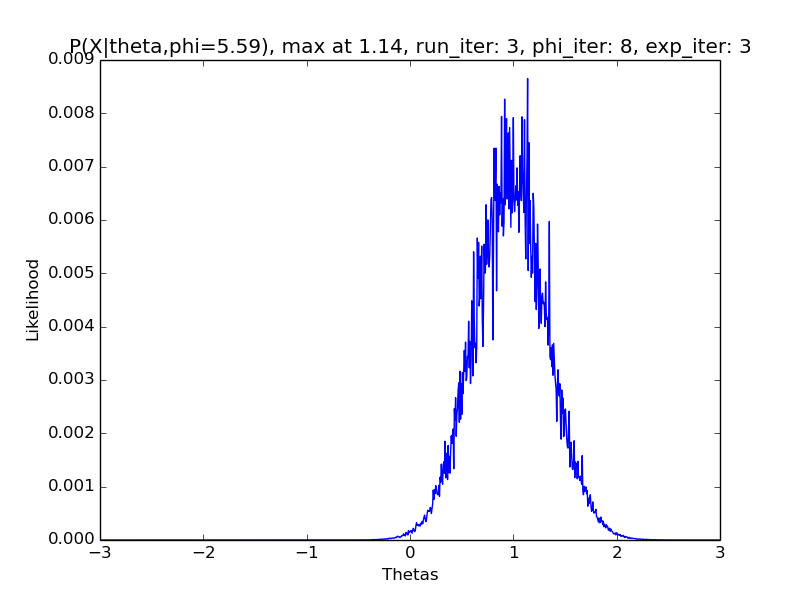 P(X|theta,phi=5.59), max at 1.14, run_iter: 3, phi_iter: 8, exp_iter: 3
0.009
0.008
0.007
0.006
0.005
0.004
0.003
0.002
0.001
0.000
Likelihood
−3 −2 −1 0 1 2 3
Thetas